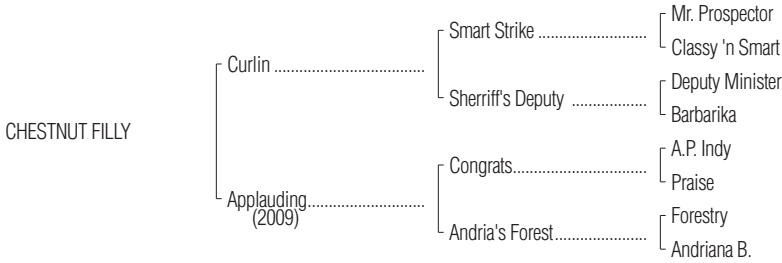 Mr. Prospector
Smart Strike ..........................
Classy 'n Smart
Curlin ....................................
Deputy Minister
Sherriff's Deputy ..................
Barbarika
CHESTNUT FILLY
A.P. Indy
Congrats................................
Praise
Applauding............................
(2009)
Forestry
Andria's Forest......................
Andriana B.